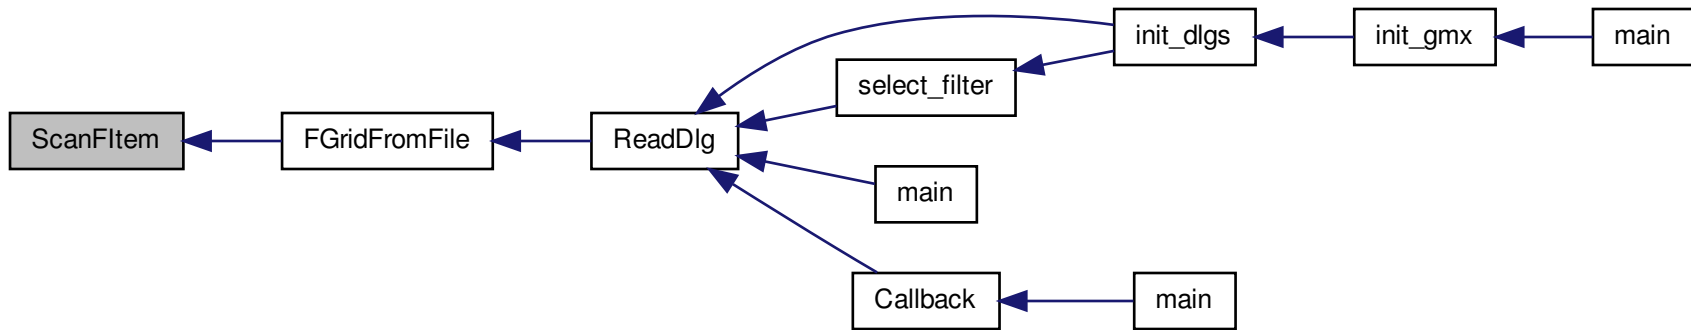 init_dlgs
init_gmx
main
select_filter
ScanFItem
FGridFromFile
ReadDlg
main
Callback
main